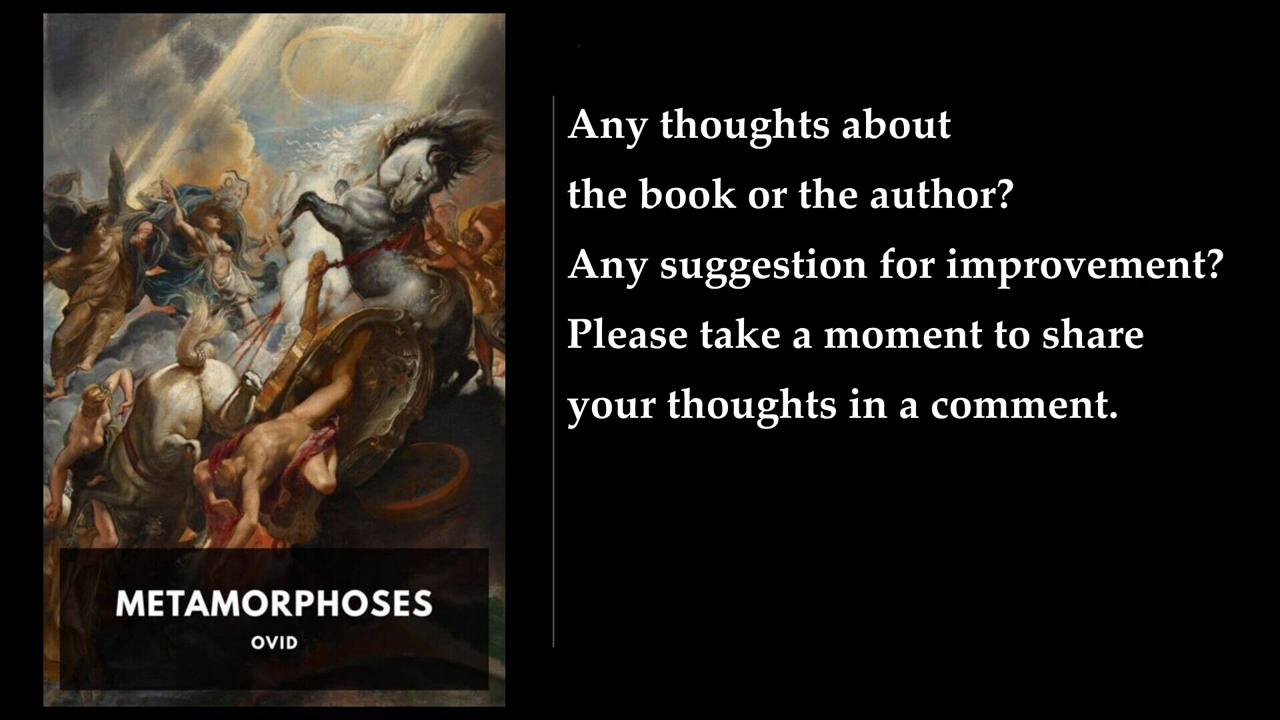 METAMORPHOSES
OVID
Any thoughts about
the book or the author?
Any suggestion for improvement?
Please take a moment to share
your thoughts in a comment.